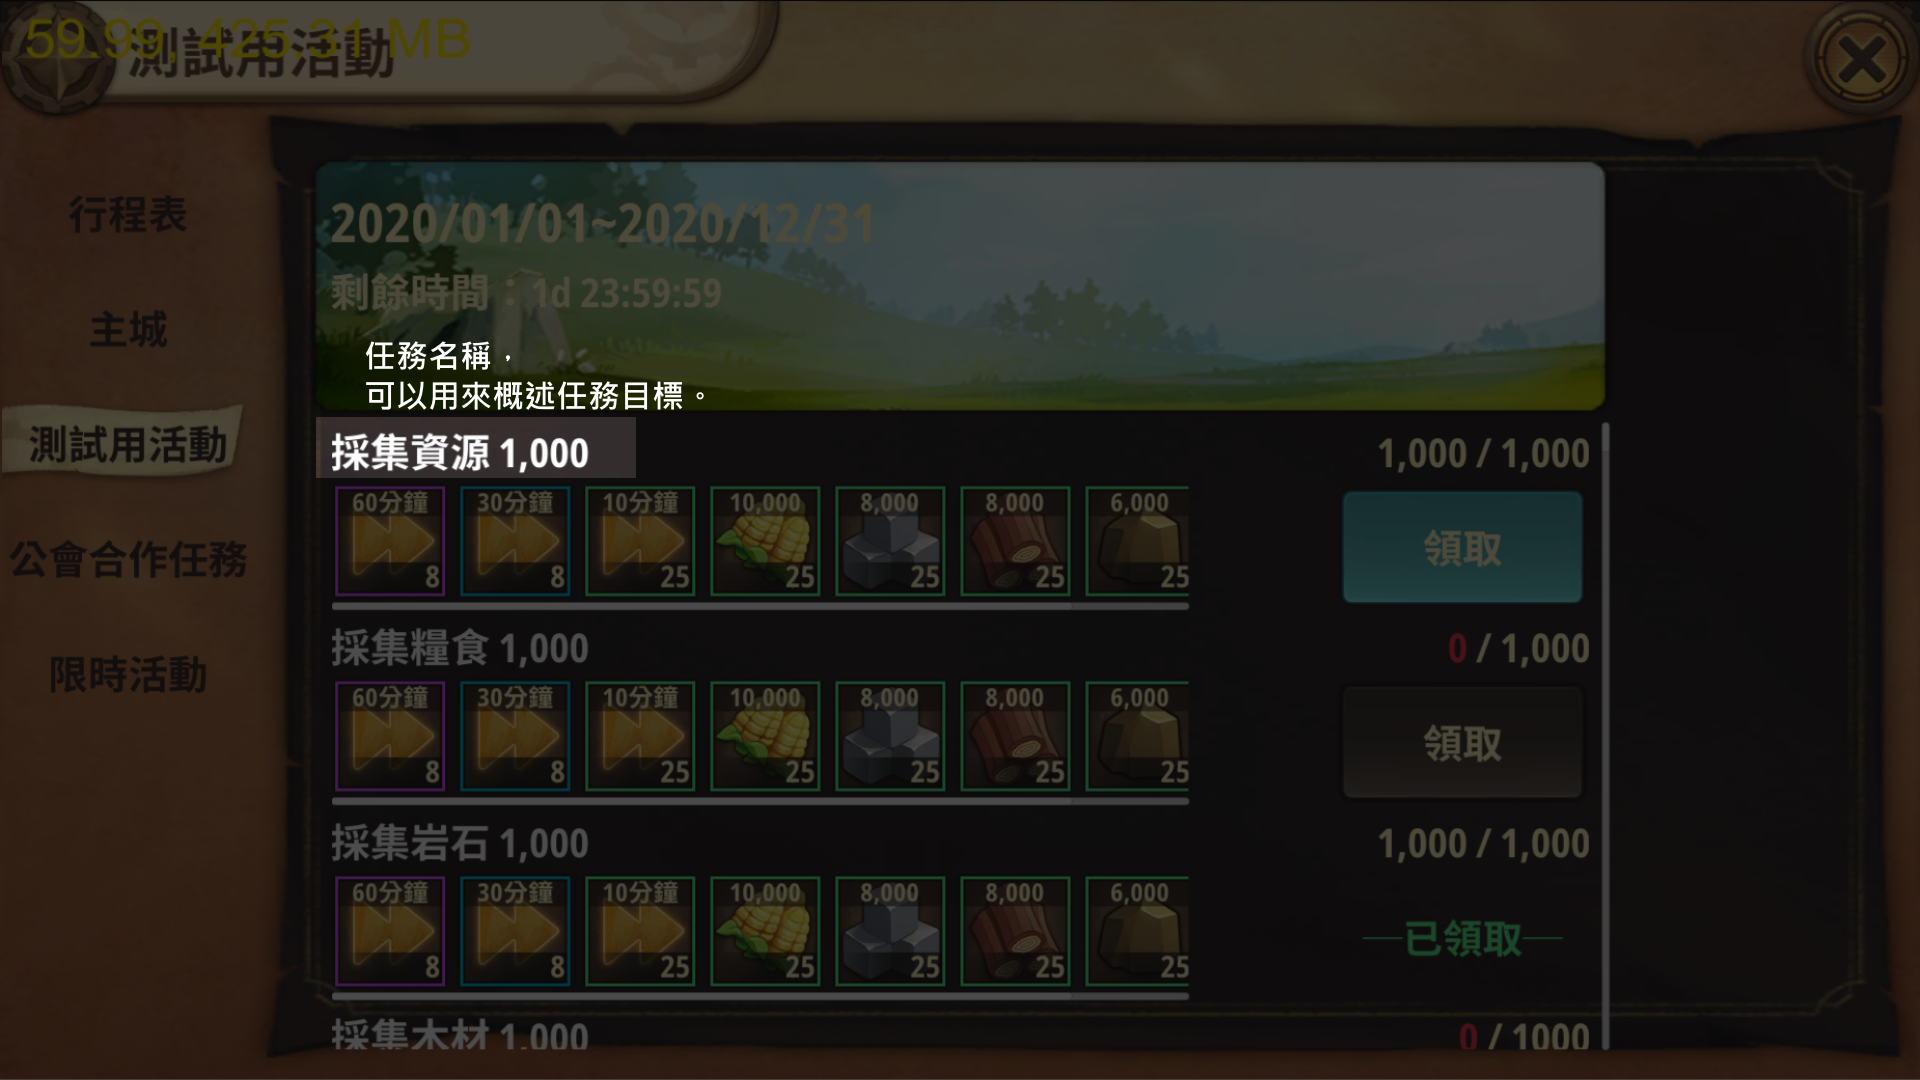 59.99, 425.31 MB
測試用活動
行程表
主城
測試用活動
公會合作任務
限時活動
2020/01/01~2020/12/31
剩餘時間：1d 23:59:59
任務名稱，
可以用來概述任務目標。
採集資源 1,000
1,000 / 1,000
60分鐘 30分鐘 10分鐘 10,000 8,000 8,000 6,000
8 8 25 25 25 25 25
領取
採集糧食 1,000
0 / 1,000
60分鐘 30分鐘 10分鐘 10,000 8,000 8,000 6,000
8 8 25 25 25 25 25
領取
採集岩石 1,000
1,000 / 1,000
60分鐘 30分鐘 10分鐘 10,000 8,000 8,000 6,000
8 8 25 25 25 25 25
已領取
採集木材 1,000
0 / 1000